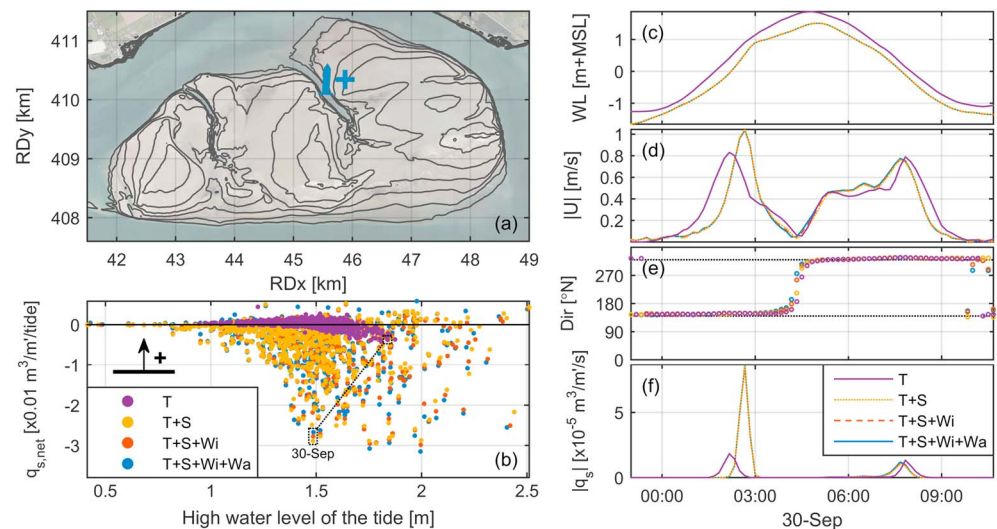 411
410
409
408
RDy [km]
42 43 44 45 46 47 48 49
RDx [km]
(a)
+
0
-1
-2
-3
q_s,net [x0.01 m³/m'/tide]
+
T
T+S
T+S+Wi
T+S+Wi+Wa
30-Sep
(b)
0.5 1 1.5 2 2.5
High water level of the tide [m]
WL [m+MSL]
1
0
-1
(c)
|U| [m/s]
1
0.8
0.6
0.4
0.2
(d)
Dir [°N]
270
180
90
0
(e)
|q_s| [x10⁻⁵ m³/m'/s]
5
0
(f)
T
T+S
T+S+Wi
T+S+Wi+Wa
00:00 03:00 06:00 09:00
30-Sep